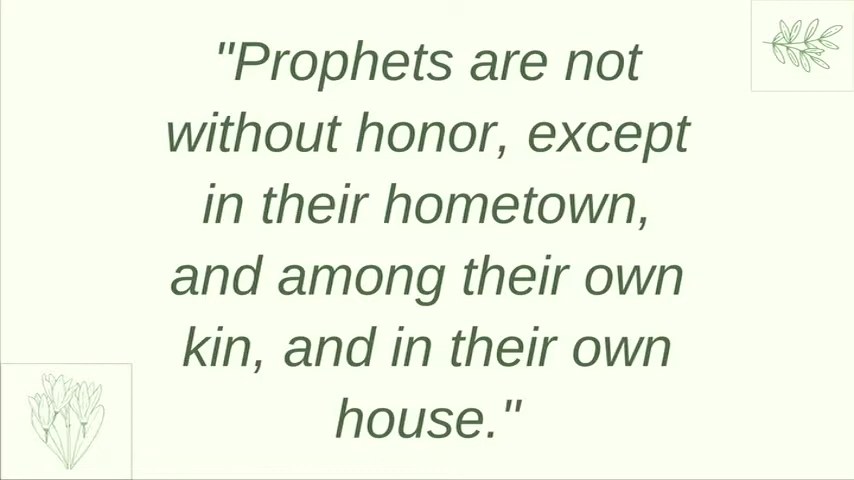 "Prophets are not
without honor, except
in their hometown,
and among their own
kin, and in their own
house."